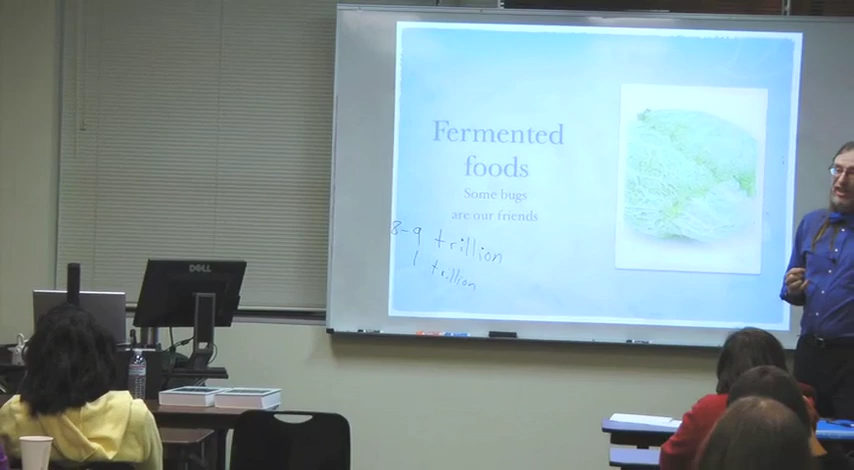 Fermented
foods
Some bugs
are our friends
8-9 trillion
1 trillion
DELL